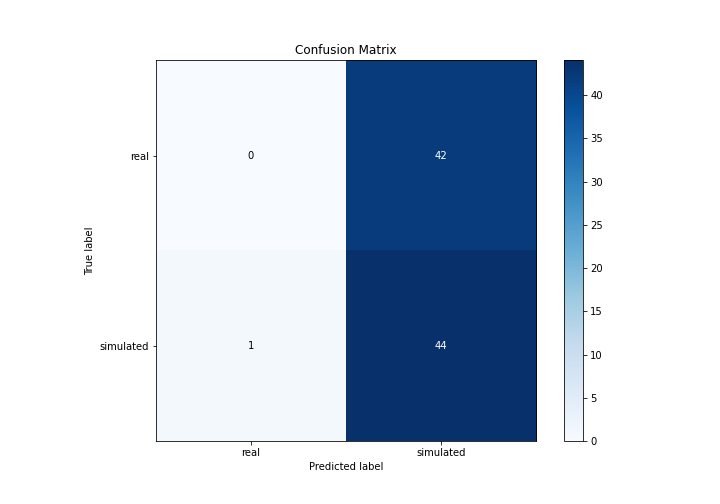 Confusion Matrix
real
0
42
simulated
1
44
True label
real
simulated
Predicted label
40
35
30
25
20
15
10
5
0